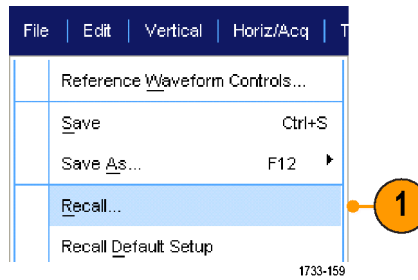 File | Edit | Vertical | Horiz/Acq | T
Reference Waveform Controls...
Save Ctrl+S
Save As... F12
Recall...
1
Recall Default Setup
1733-159